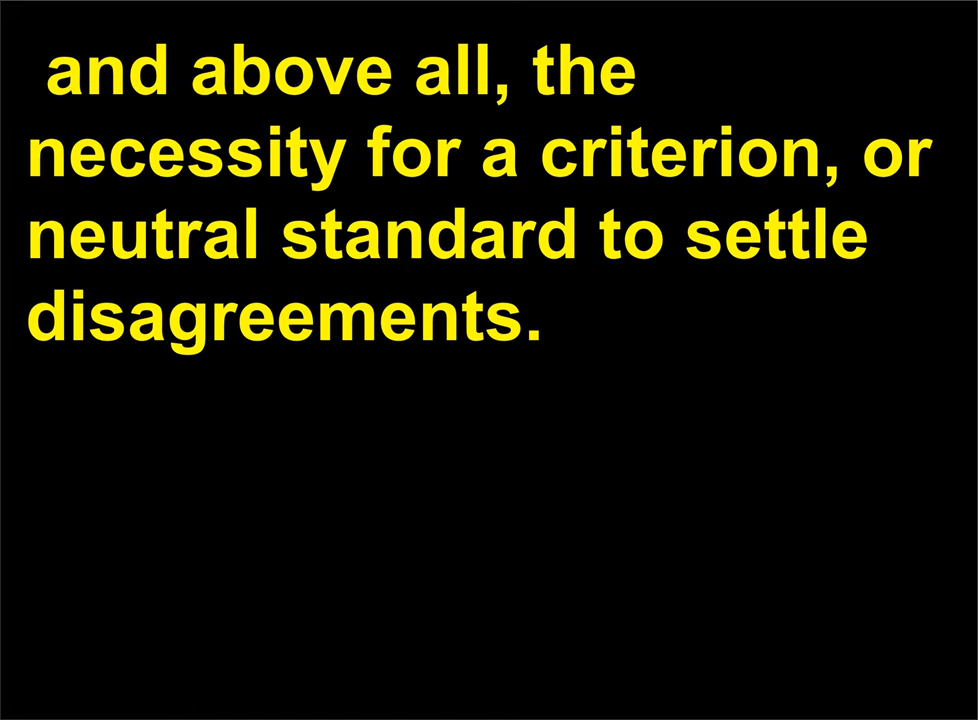 and above all, the
necessity for a criterion, or
neutral standard to settle
disagreements.